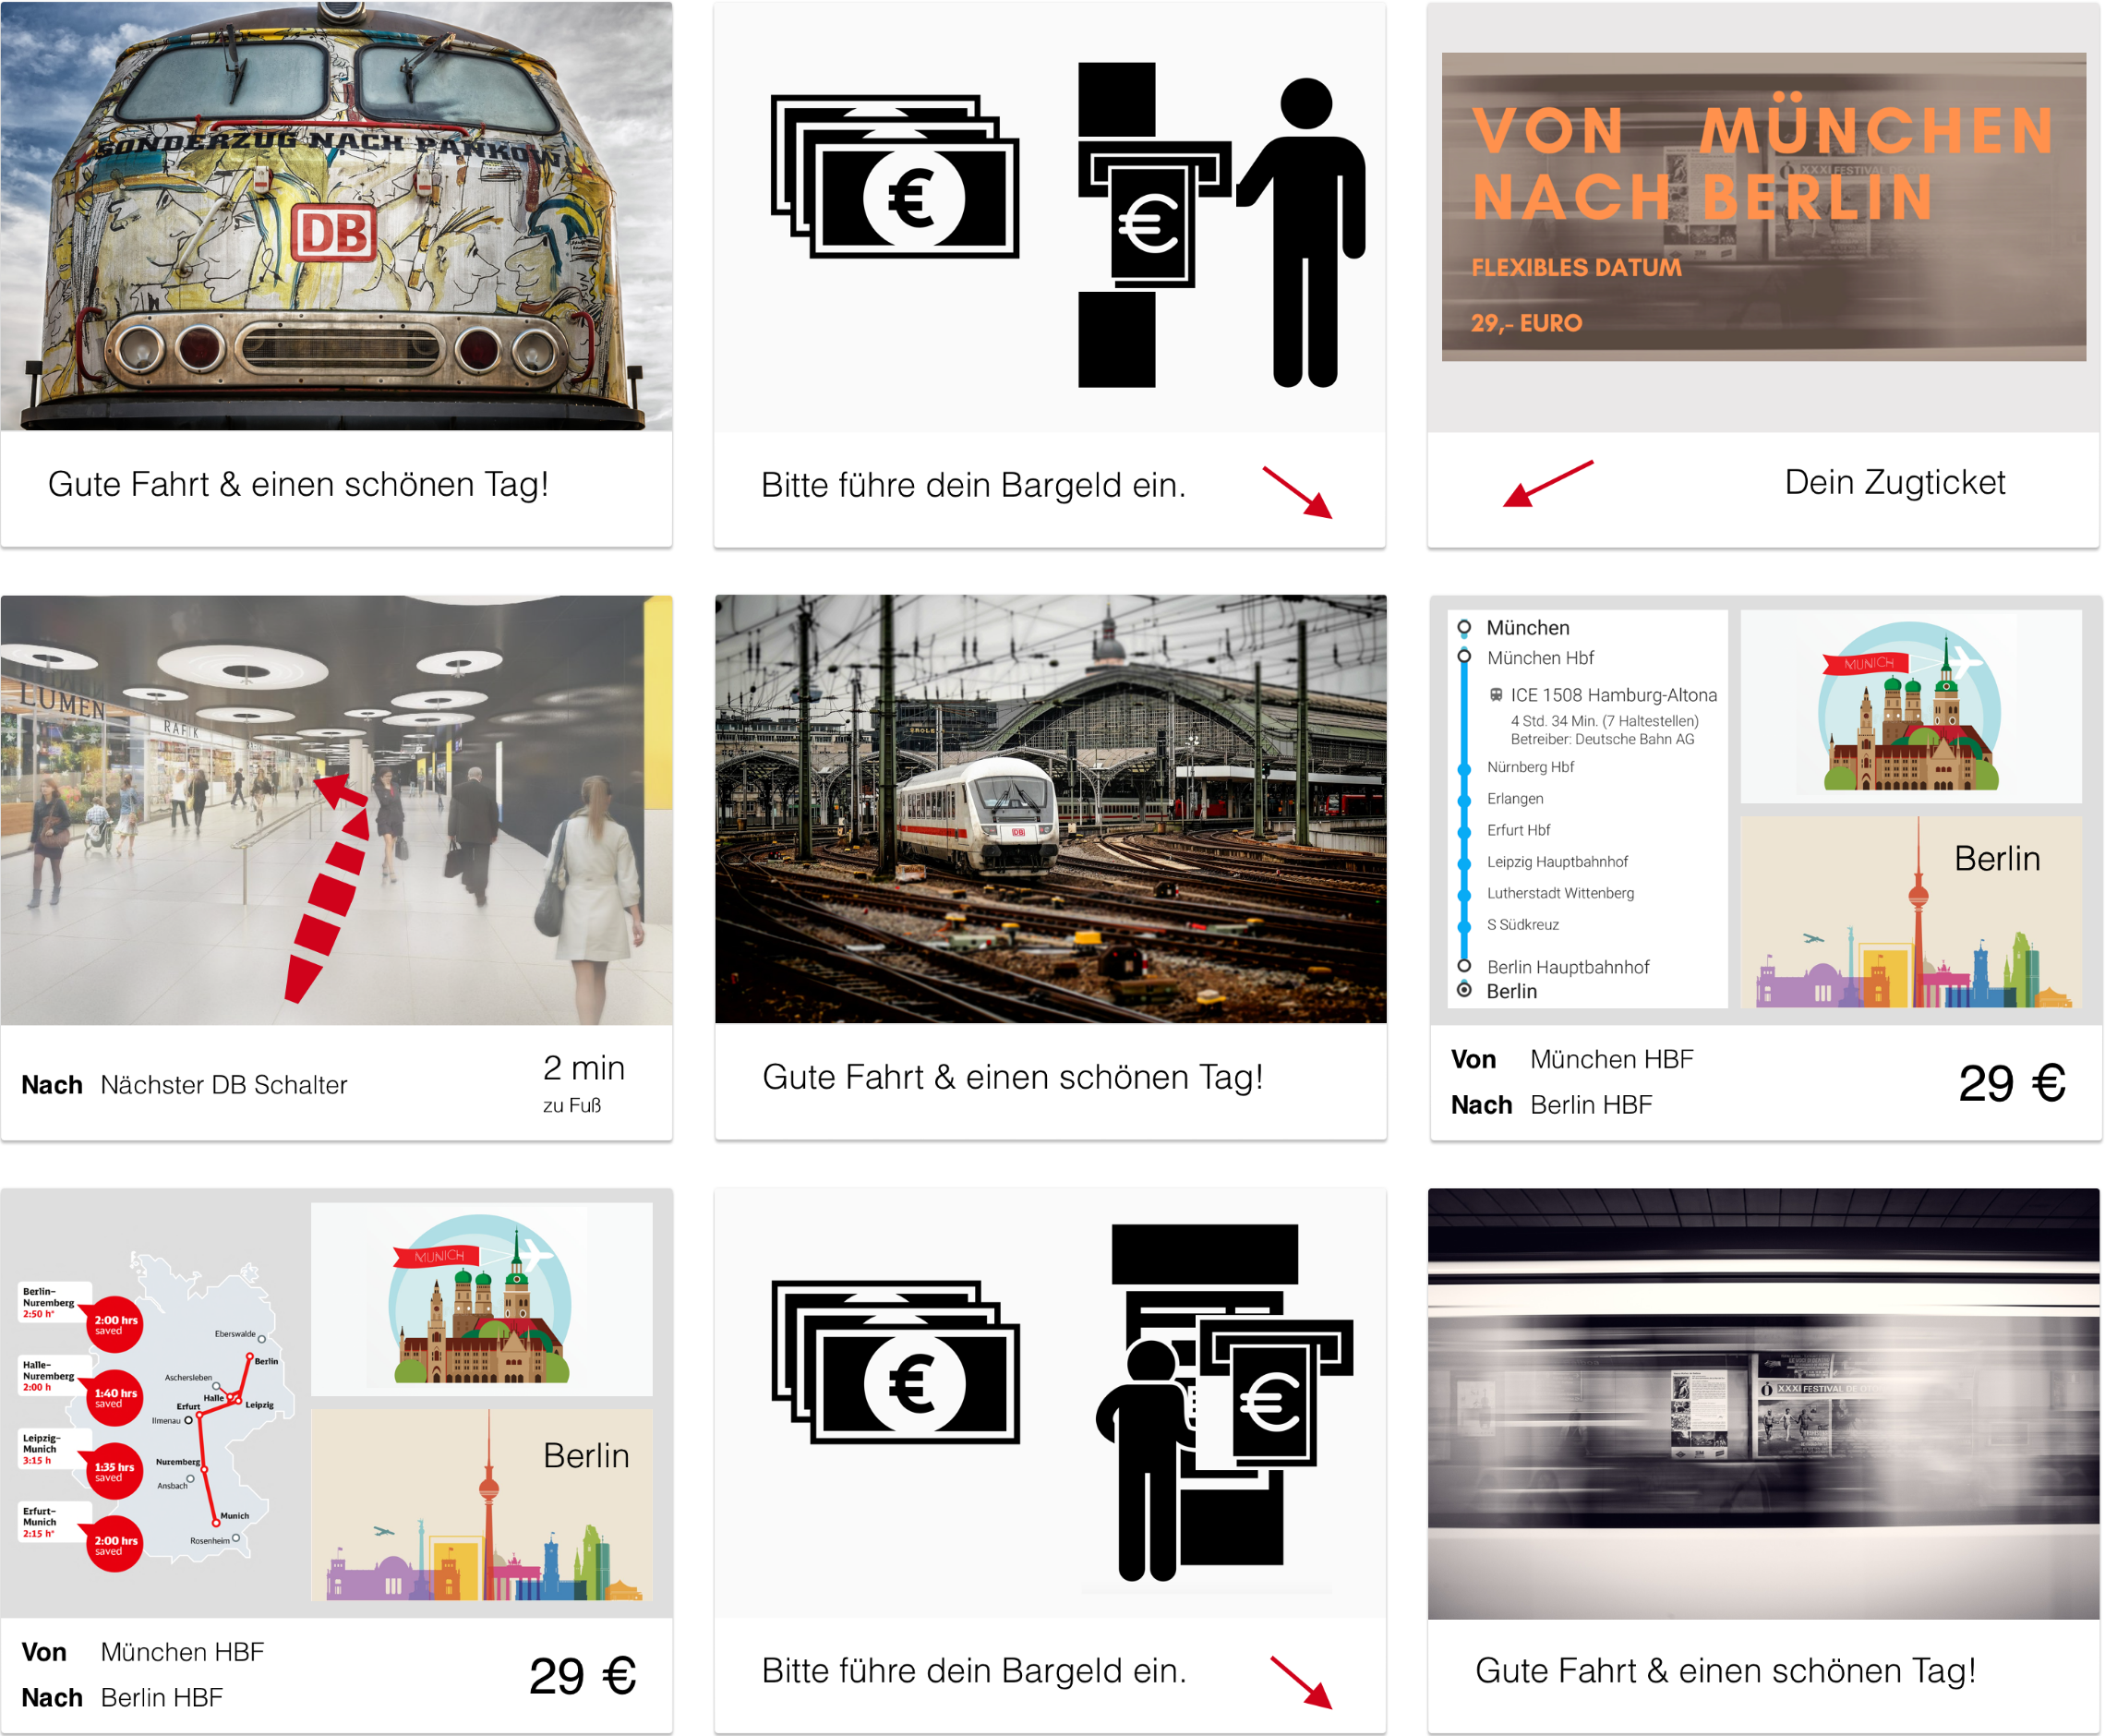 SONDERZUG NACH PANKOW
DB
Gute Fahrt & einen schönen Tag!
€
€
Bitte führe dein Bargeld ein.
VON MÜNCHEN
NACH BERLIN
XXXI FESTIVAL DE
FLEXIBLES DATUM
29,- EURO
Dein Zugticket
LUMEN
RAFIK
Nach Nächster DB Schalter
2 min
zu Fuß
DB
Gute Fahrt & einen schönen Tag!
München
München Hbf
ICE 1508 Hamburg-Altona
4 Std. 34 Min. (7 Haltestellen)
Betreiber: Deutsche Bahn AG
Nürnberg Hbf
Erlangen
Erfurt Hbf
Leipzig Hauptbahnhof
Lutherstadt Wittenberg
S Südkreuz
Berlin Hauptbahnhof
Berlin
MUNICH
Berlin
Von München HBF
Nach Berlin HBF
29 €
Berlin–
Nuremberg
2:50 h*
2:00 hrs
saved
Halle–
Nuremberg
2:00 h
1:40 hrs
saved
Leipzig–
Munich
3:15 h
1:35 hrs
saved
Erfurt–
Munich
2:15 h*
2:00 hrs
saved
Eberswalde
Berlin
Aschersleben
Halle
Leipzig
Erfurt
Ilmenau
Nuremberg
Ansbach
Munich
Rosenheim
MUNICH
Berlin
Von München HBF
Nach Berlin HBF
29 €
€
€
Bitte führe dein Bargeld ein.
XXXI FESTIVAL DE
Gute Fahrt & einen schönen Tag!